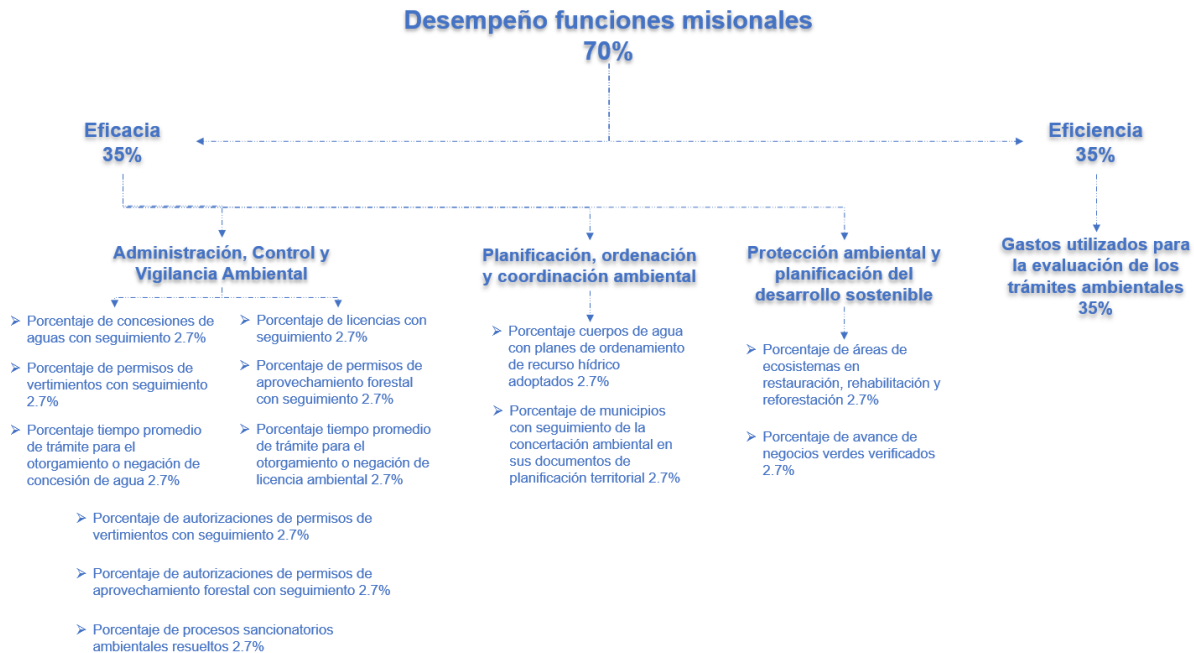 Desempeño funciones misionales
70%
Eficacia
35%
Eficiencia
35%
Administración, Control y
Vigilancia Ambiental
➢ Porcentaje de concesiones de
aguas con seguimiento 2.7%
➢ Porcentaje de permisos de
vertimientos con seguimiento
2.7%
➢ Porcentaje tiempo promedio
de trámite para el
otorgamiento o negación de
concesión de agua 2.7%
➢ Porcentaje de licencias con
seguimiento 2.7%
➢ Porcentaje de permisos de
aprovechamiento forestal
con seguimiento 2.7%
➢ Porcentaje tiempo promedio
de trámite para el
otorgamiento o negación de
licencia ambiental 2.7%
➢ Porcentaje de autorizaciones de permisos de
vertimientos con seguimiento 2.7%
➢ Porcentaje de autorizaciones de permisos de
aprovechamiento forestal con seguimiento 2.7%
➢ Porcentaje de procesos sancionatorios
ambientales resueltos 2.7%
Planificación, ordenación
y coordinación ambiental
➢ Porcentaje cuerpos de agua
con planes de ordenamiento
de recurso hídrico
adoptados 2.7%
➢ Porcentaje de municipios
con seguimiento de la
concertación ambiental en
sus documentos de
planificación territorial 2.7%
Protección ambiental y
planificación del
desarrollo sostenible
➢ Porcentaje de áreas de
ecosistemas en
restauración, rehabilitación y
reforestación 2.7%
➢ Porcentaje de avance de
negocios verdes verificados
2.7%
Gastos utilizados para
la evaluación de los
trámites ambientales
35%